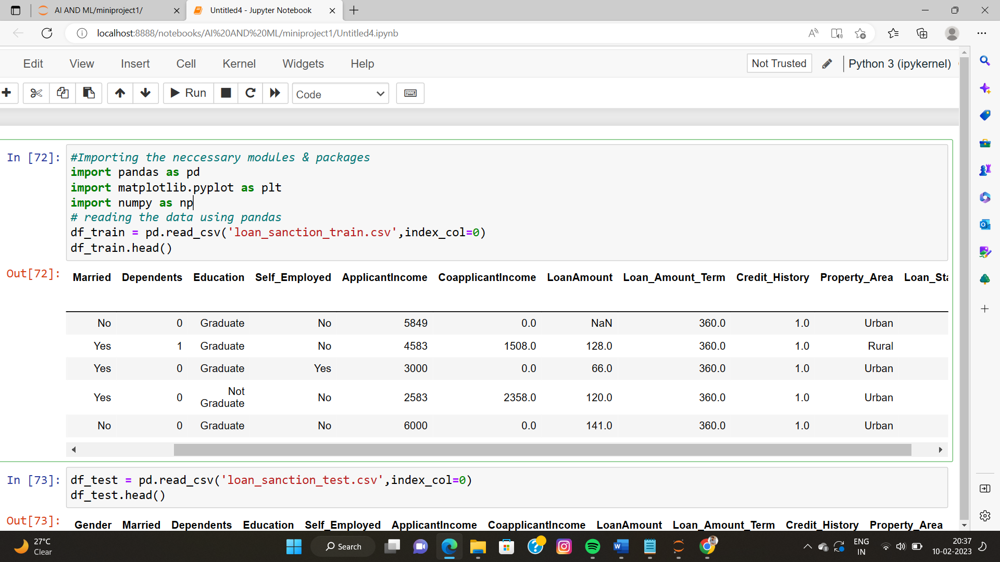 AI AND ML/miniproject1/
Untitled4 - Jupyter Notebook
localhost:8888/notebooks/AI%20AND%20ML/miniproject1/Untitled4.ipynb
Edit View Insert Cell Kernel Widgets Help Not Trusted Python 3 (ipykernel)
Run Code
In [72]: #Importing the neccessary modules & packages
import pandas as pd
import matplotlib.pyplot as plt
import numpy as np
# reading the data using pandas
df_train = pd.read_csv('loan_sanction_train.csv',index_col=0)
df_train.head()
Out[72]: Married Dependents Education Self_Employed ApplicantIncome CoapplicantIncome LoanAmount Loan_Amount_Term Credit_History Property_Area Loan_Sta
No 0 Graduate No 5849 0.0 NaN 360.0 1.0 Urban
Yes 1 Graduate No 4583 1508.0 128.0 360.0 1.0 Rural
Yes 0 Graduate Yes 3000 0.0 66.0 360.0 1.0 Urban
Yes 0 Not Graduate No 2583 2358.0 120.0 360.0 1.0 Urban
No 0 Graduate No 6000 0.0 141.0 360.0 1.0 Urban
In [73]: df_test = pd.read_csv('loan_sanction_test.csv',index_col=0)
df_test.head()
Out[73]: Gender Married Dependents Education Self_Employed ApplicantIncome CoapplicantIncome LoanAmount Loan_Amount_Term Credit_History Property_Area
27°C
Clear
Search
ENG
IN
20:37
10-02-2023